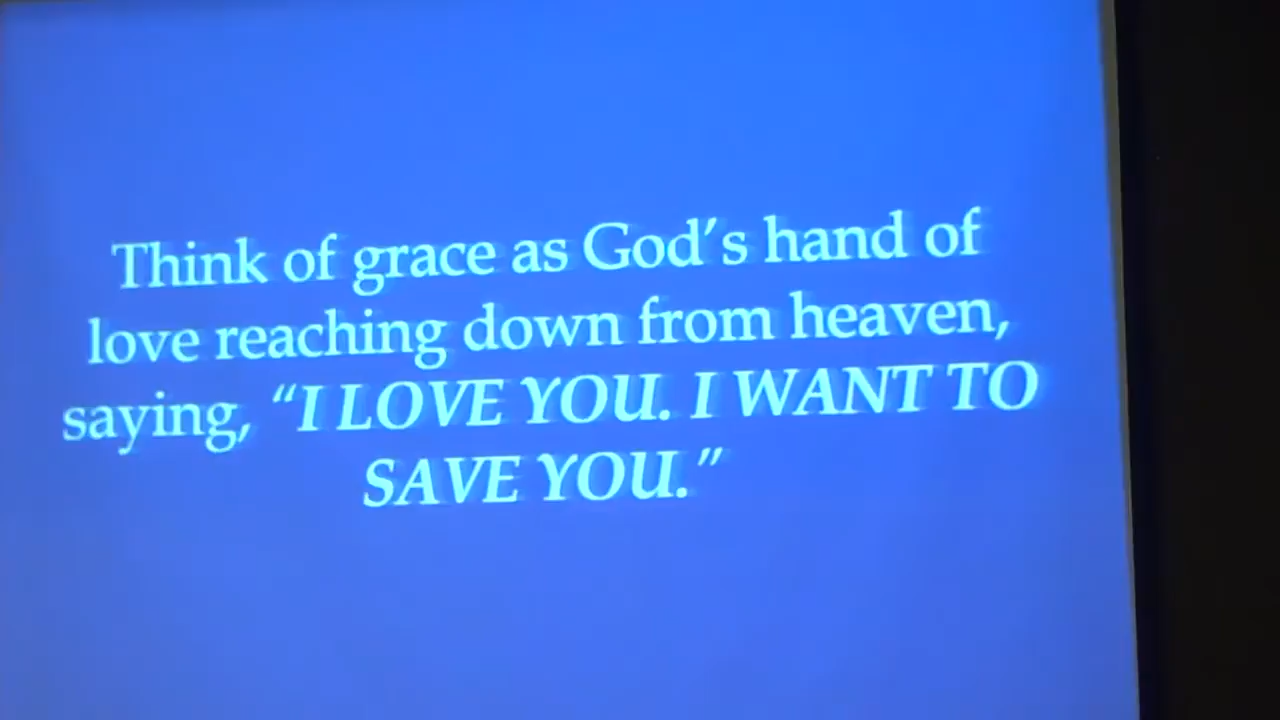 Think of grace as God’s hand of
love reaching down from heaven,
saying, “I LOVE YOU. I WANT TO
SAVE YOU.”